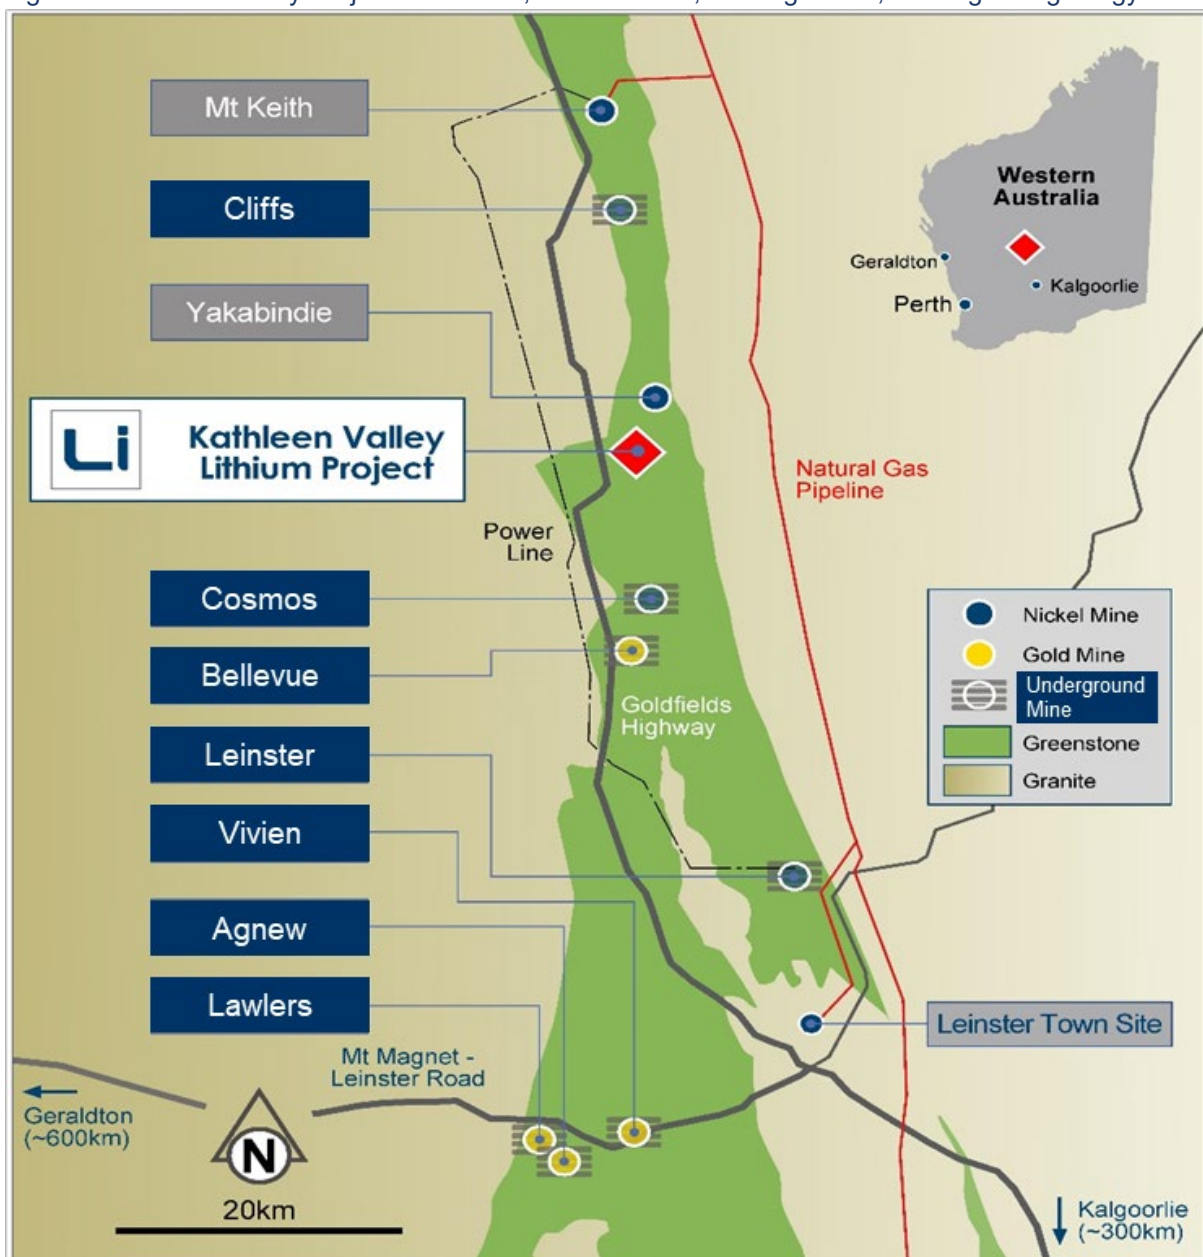 Mt Keith
Cliffs
Yakabindie
Western
Australia
Geraldton
Kalgoorlie
Perth
Li
Kathleen Valley
Lithium Project
Natural Gas
Pipeline
Power
Line
Cosmos
Bellevue
Leinster
Vivien
Agnew
Lawlers
Goldfields
Highway
Nickel Mine
Gold Mine
Underground
Mine
Greenstone
Granite
Leinster Town Site
Mt Magnet -
Leinster Road
Geraldton
(~600km)
N
20km
Kalgoorlie
(~300km)